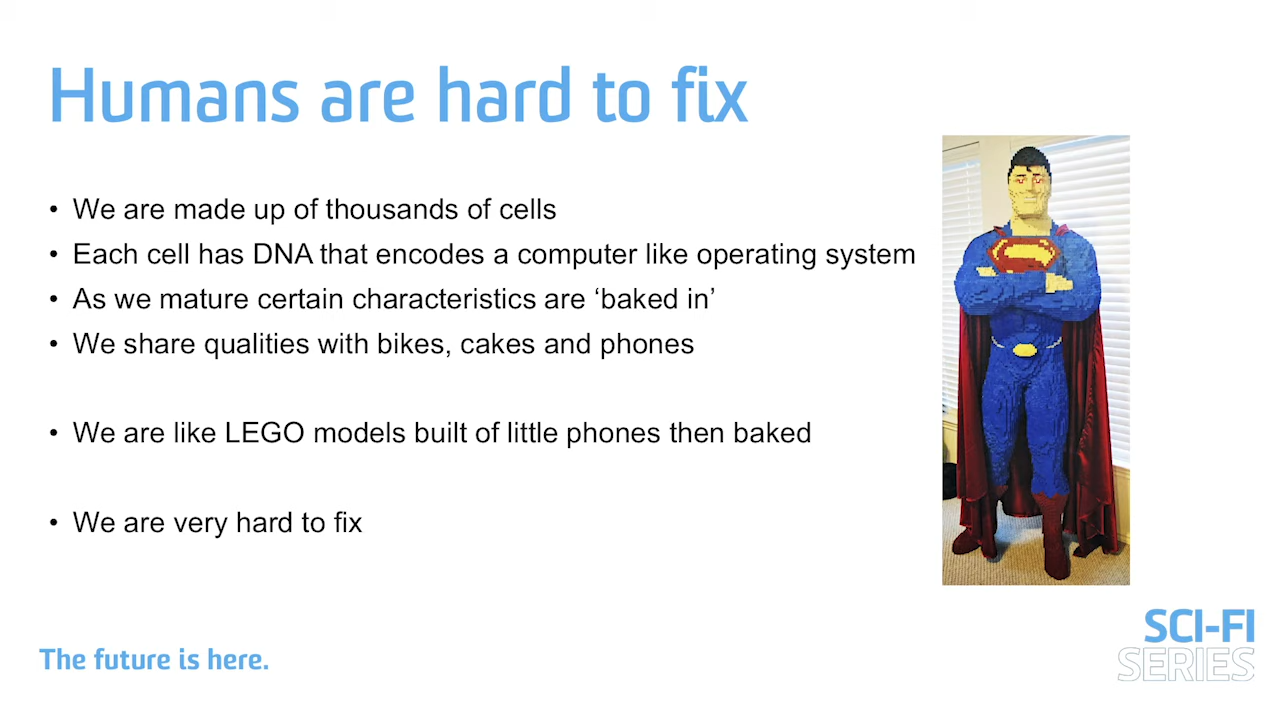 Humans are hard to fix
• We are made up of thousands of cells
• Each cell has DNA that encodes a computer like operating system
• As we mature certain characteristics are ‘baked in’
• We share qualities with bikes, cakes and phones
• We are like LEGO models built of little phones then baked
• We are very hard to fix
The future is here.
SCI-FI
SERIES